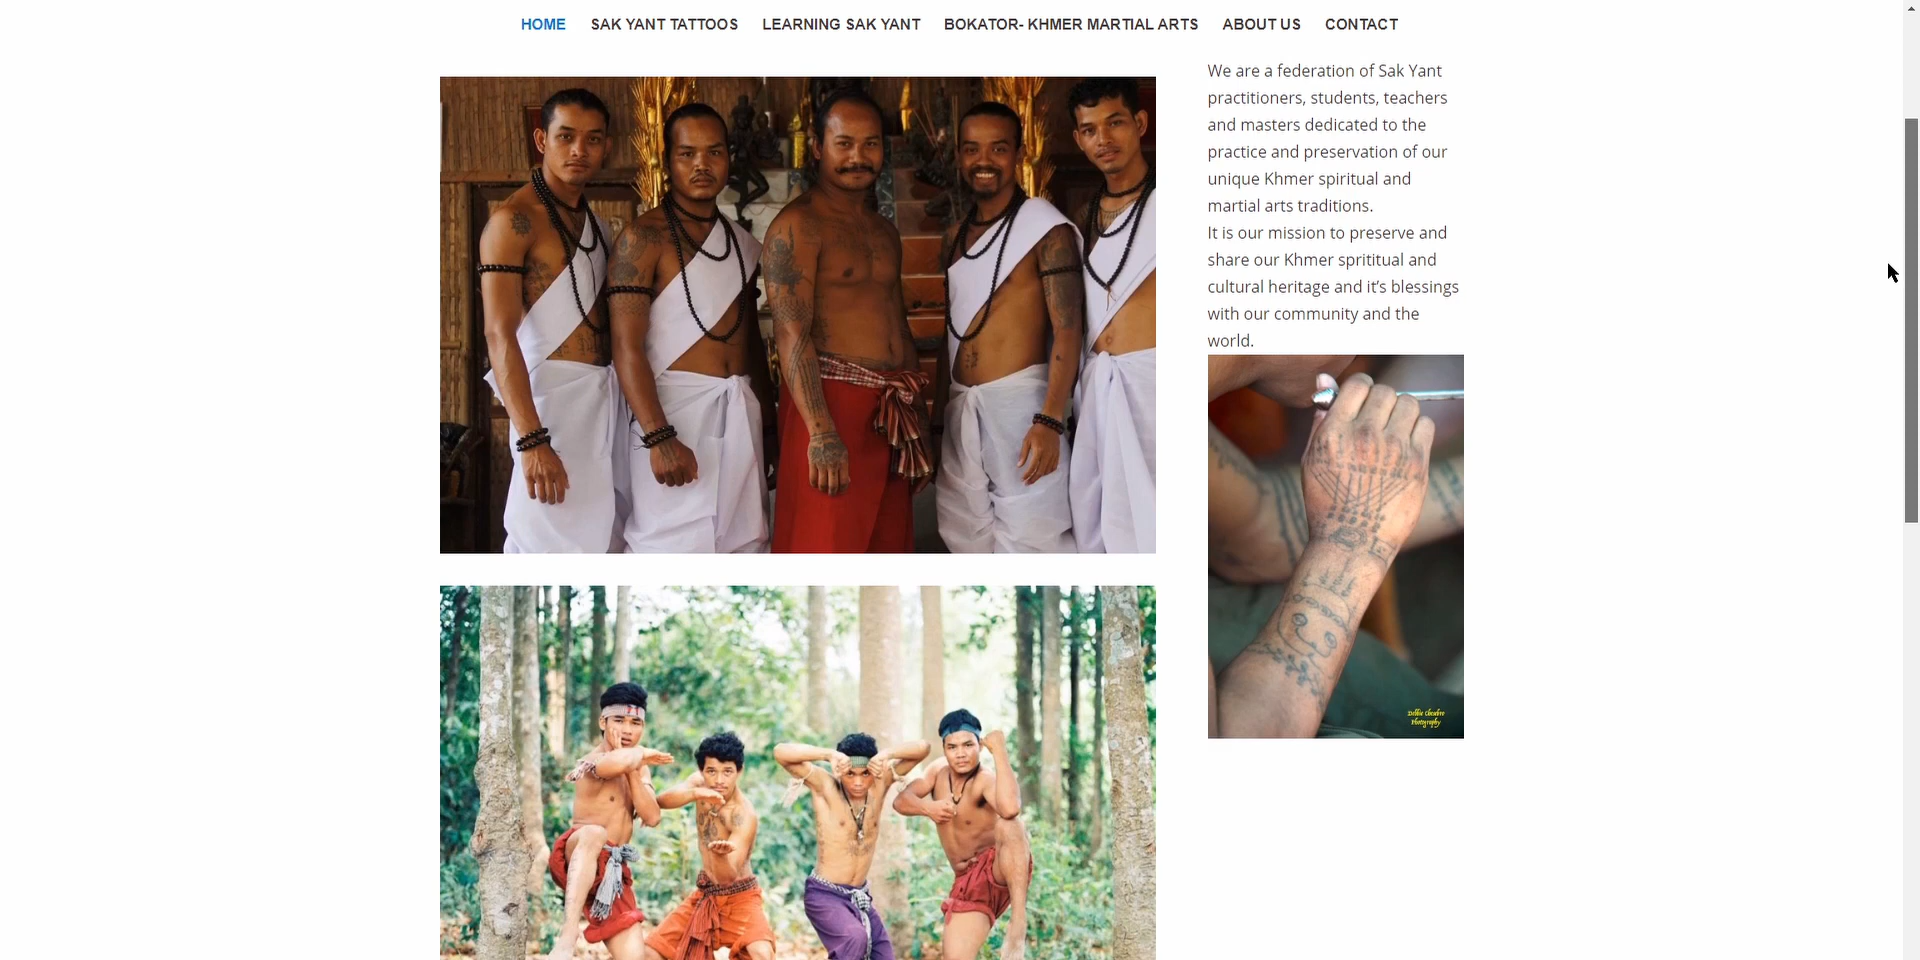 HOME SAK YANT TATTOOS LEARNING SAK YANT BOKATOR- KHMER MARTIAL ARTS ABOUT US CONTACT
We are a federation of Sak Yant
practitioners, students, teachers
and masters dedicated to the
practice and preservation of our
unique Khmer spiritual and
martial arts traditions.
It is our mission to preserve and
share our Khmer sprititual and
cultural heritage and it’s blessings
with our community and the
world.
Photography